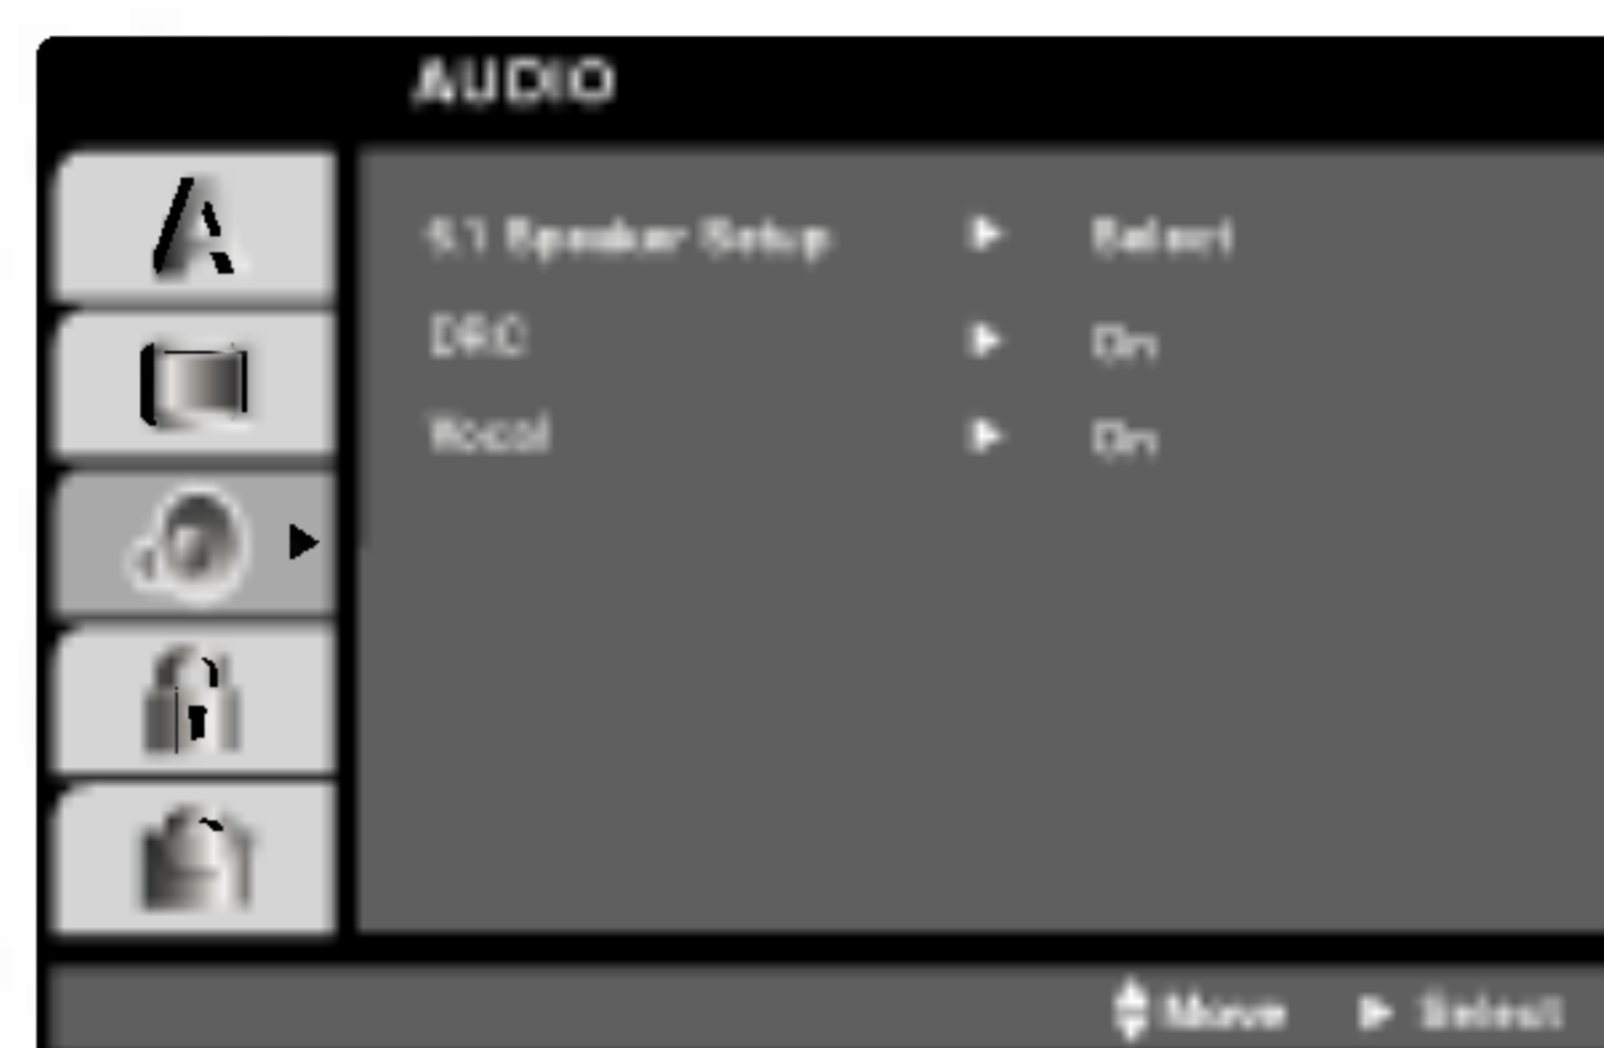 AUDIO
5.1 Speaker Setup ► Select
DRC ► On
Vocal ► On
Move ► Select